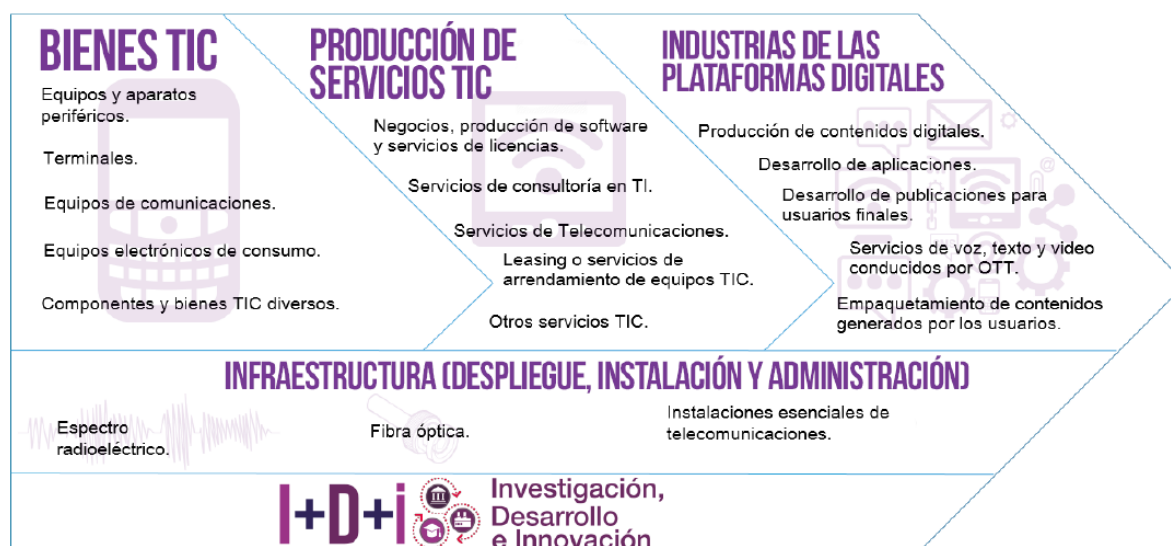 BIENES TIC
Equipos y aparatos
periféricos.
Terminales.
Equipos de comunicaciones.
Equipos electrónicos de consumo.
Componentes y bienes TIC diversos.
PRODUCCIÓN DE
SERVICIOS TIC
Negocios, producción de software
y servicios de licencias.
Servicios de consultoría en TI.
Servicios de Telecomunicaciones.
Leasing o servicios de
arrendamiento de equipos TIC.
Otros servicios TIC.
INDUSTRIAS DE LAS
PLATAFORMAS DIGITALES
Producción de contenidos digitales.
Desarrollo de aplicaciones.
Desarrollo de publicaciones para
usuarios finales.
Servicios de voz, texto y video
conducidos por OTT.
Empaquetamiento de contenidos
generados por los usuarios.
INFRAESTRUCTURA (DESPLIEGUE, INSTALACIÓN Y ADMINISTRACIÓN)
Espectro
radioeléctrico.
Fibra óptica.
Instalaciones esenciales de
telecomunicaciones.
I+D+i
Investigación,
Desarrollo
e Innovación